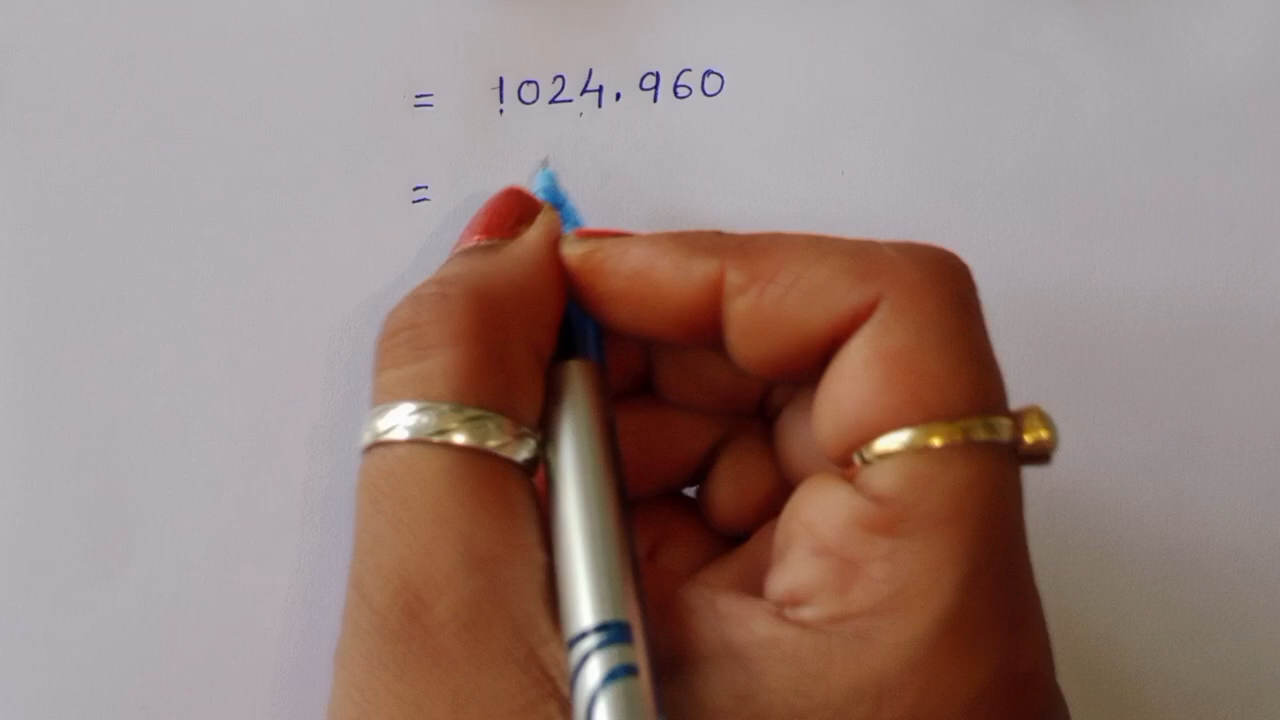 = 1024.960
=